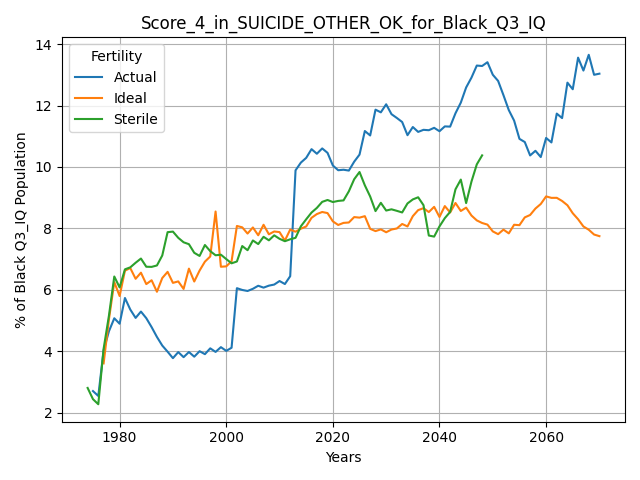 Score_4_in_SUICIDE_OTHER_OK_for_Black_Q3_IQ
% of Black Q3_IQ Population
14
12
10
8
6
4
2
Fertility
Actual
Ideal
Sterile
1980
2000
2020
2040
2060
Years